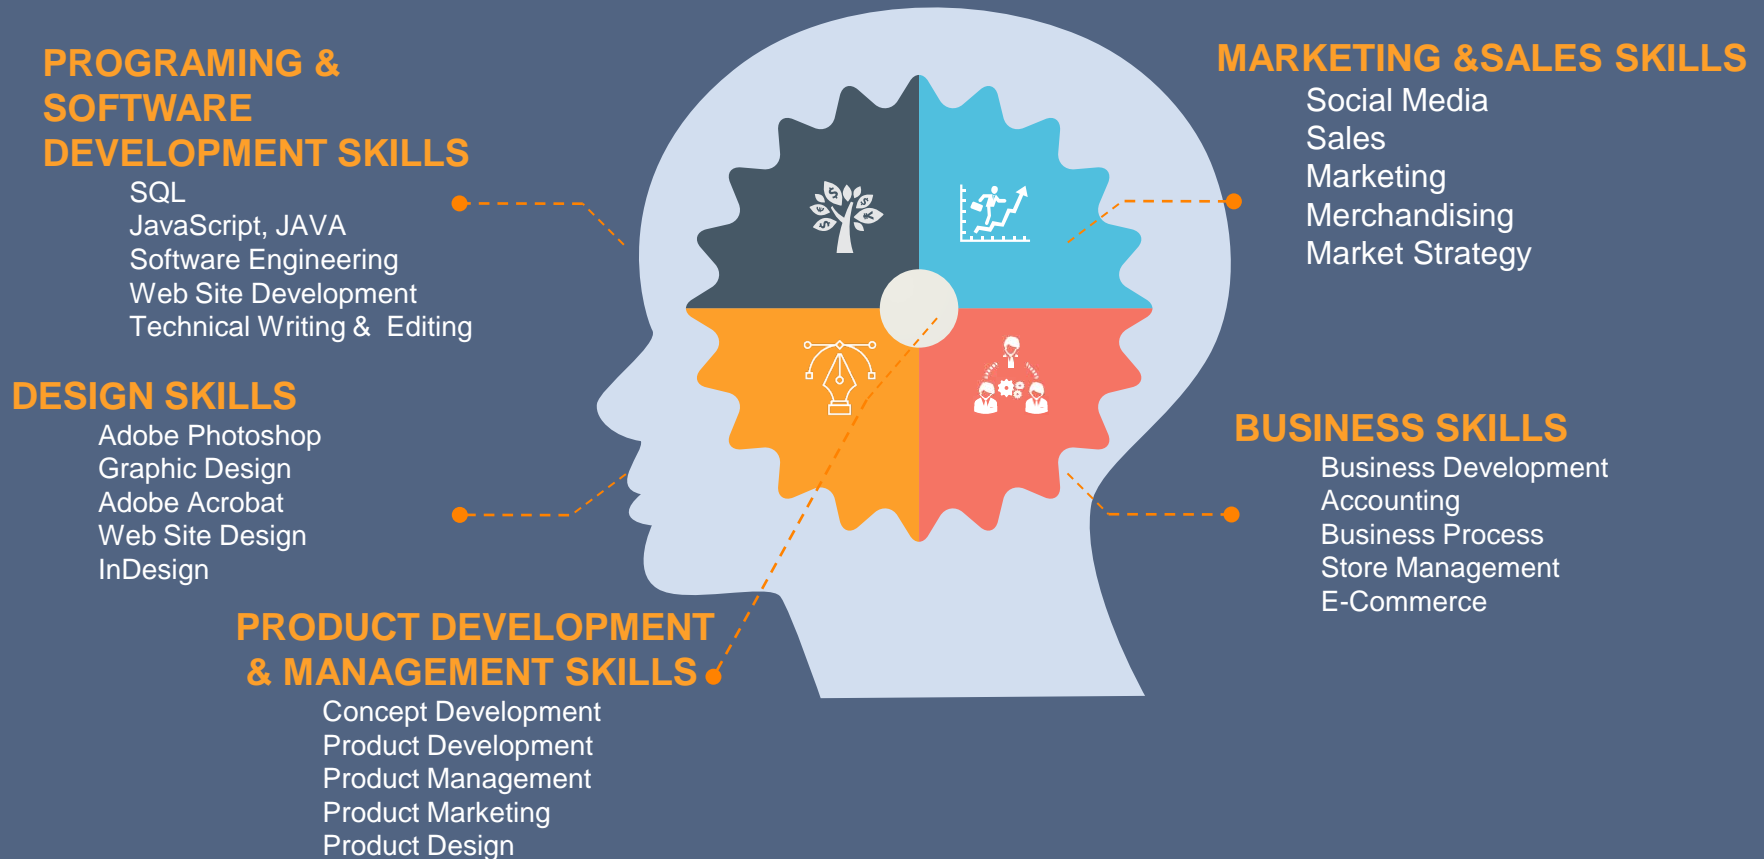 PROGRAMING &
SOFTWARE
DEVELOPMENT SKILLS
SQL
JavaScript, JAVA
Software Engineering
Web Site Development
Technical Writing & Editing
DESIGN SKILLS
Adobe Photoshop
Graphic Design
Adobe Acrobat
Web Site Design
InDesign
PRODUCT DEVELOPMENT
& MANAGEMENT SKILLS
Concept Development
Product Development
Product Management
Product Marketing
Product Design
MARKETING &SALES SKILLS
Social Media
Sales
Marketing
Merchandising
Market Strategy
BUSINESS SKILLS
Business Development
Accounting
Business Process
Store Management
E-Commerce